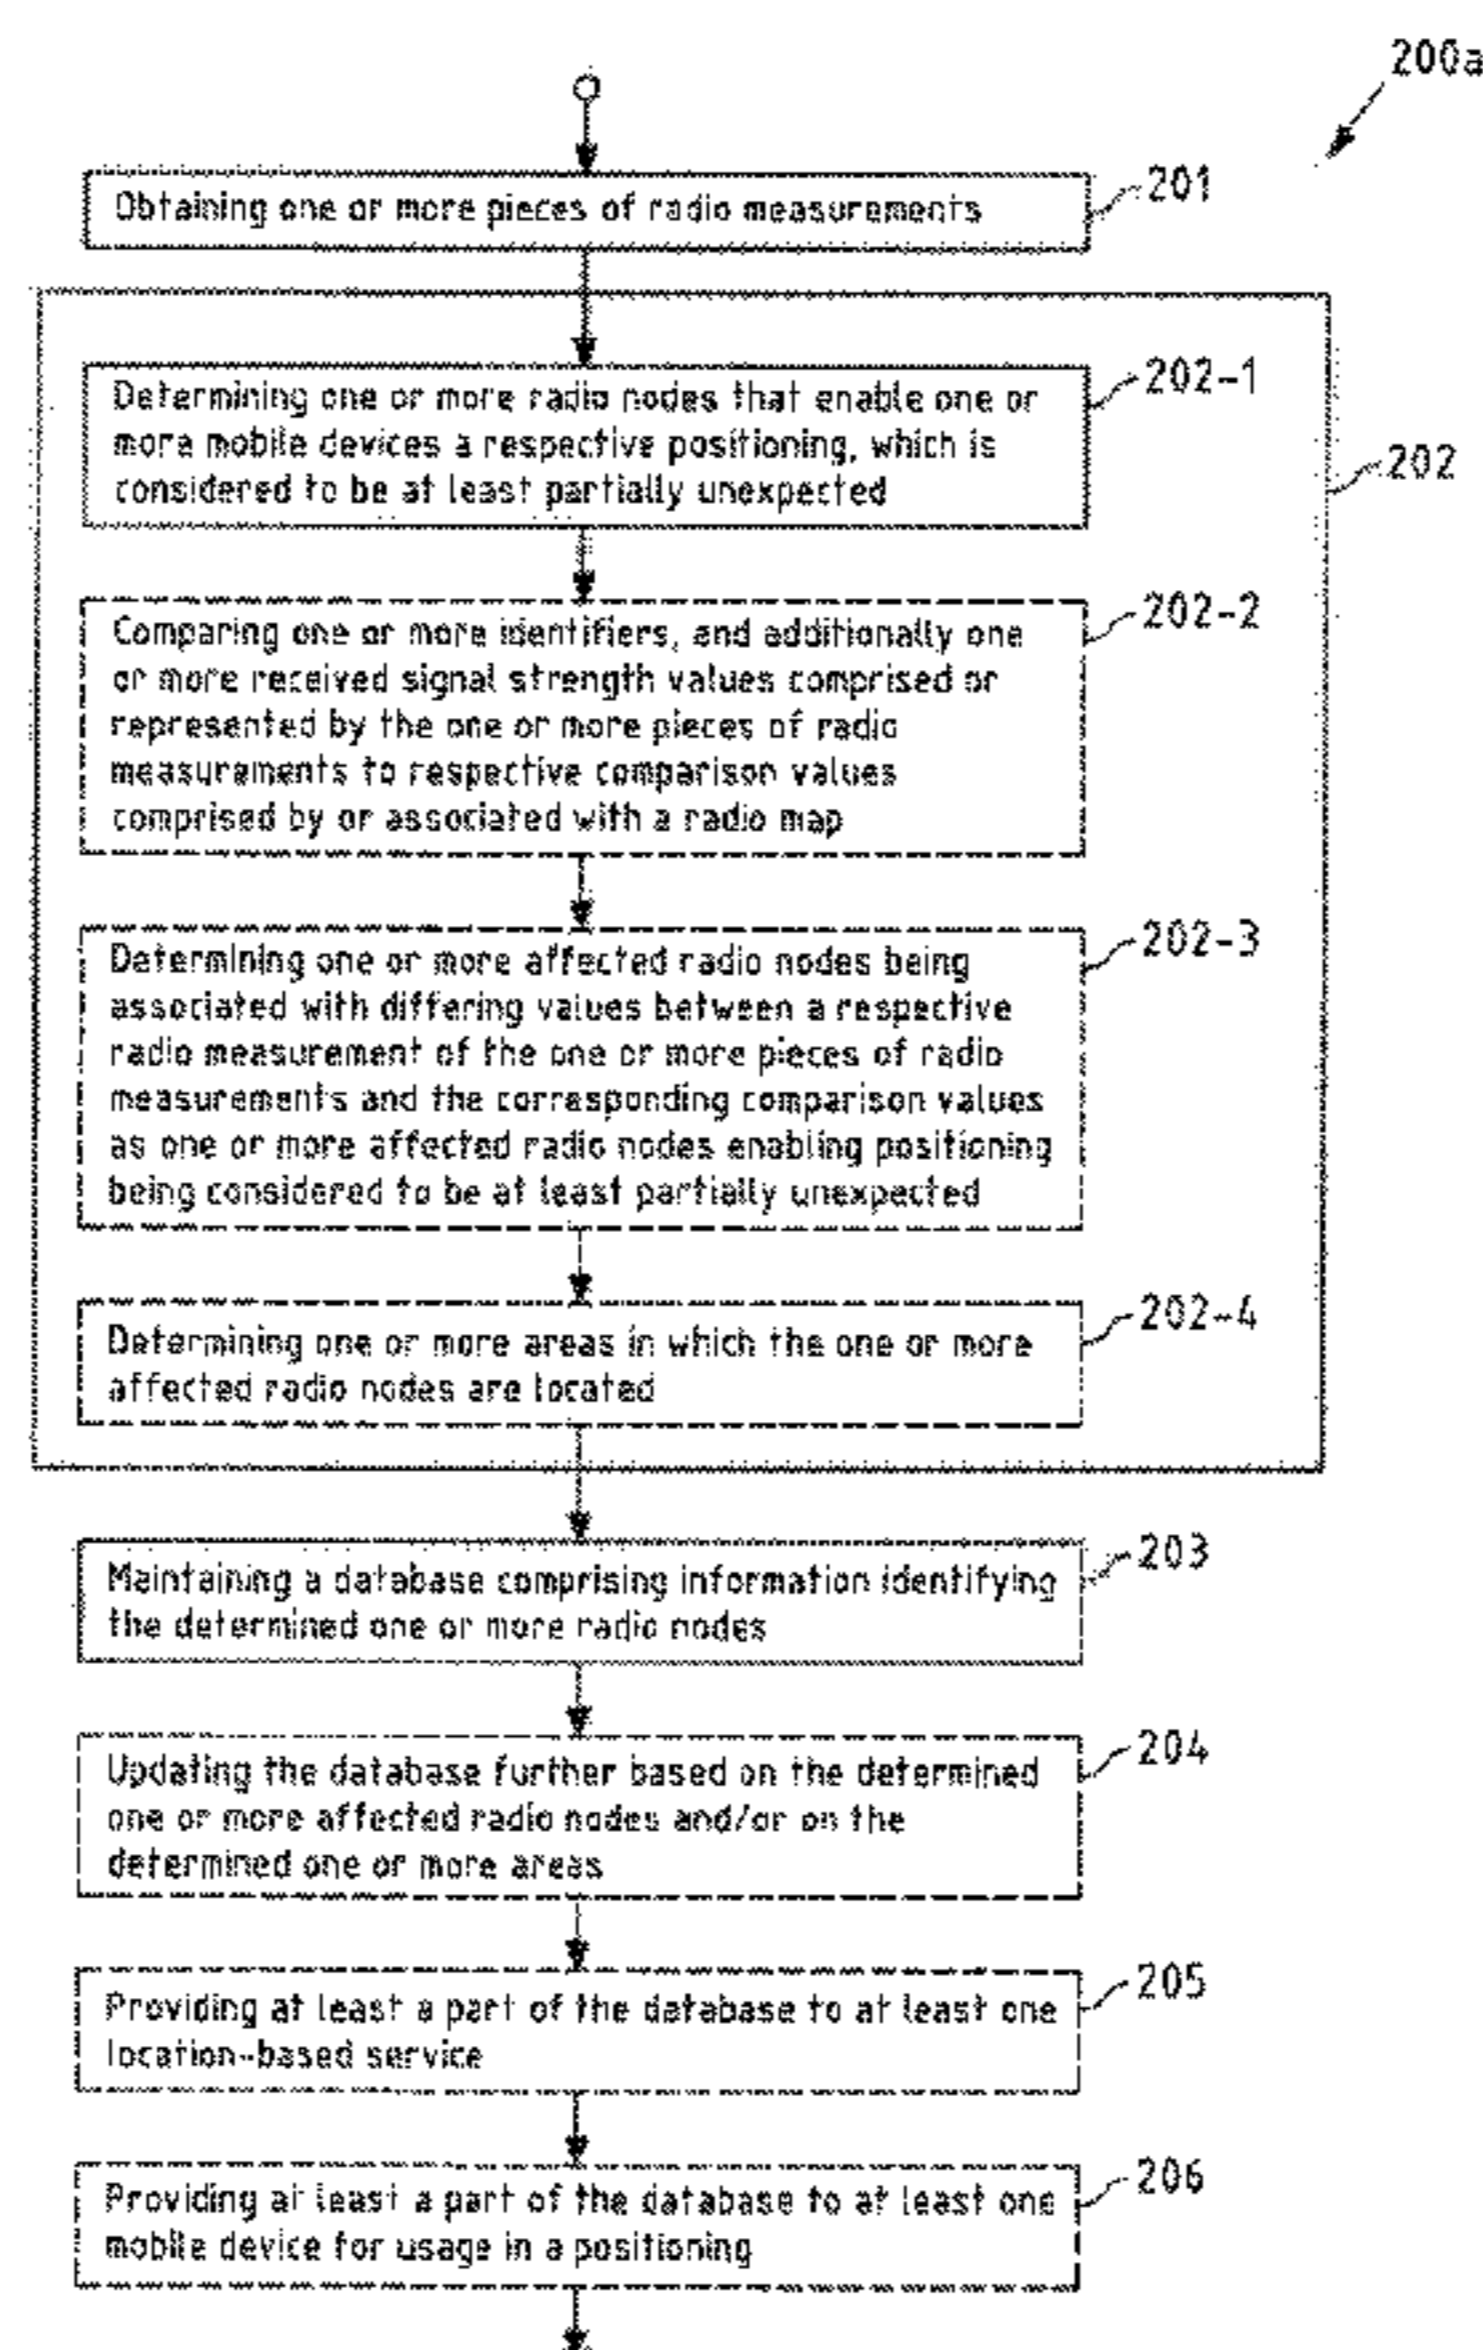 200a
Obtaining one or more pieces of radio measurements
201
Determining one or more radio nodes that enable one or
more mobile devices a respective positioning, which is
considered to be at least partially unexpected
202-1
202
Comparing one or more identifiers, and additionally one
or more received signal strength values comprised or
represented by the one or more pieces of radio
measurements to respective comparison values
comprised by or associated with a radio map
202-2
Determining one or more affected radio nodes being
associated with differing values between a respective
radio measurement of the one or more pieces of radio
measurements and the corresponding comparison values
as one or more affected radio nodes enabling positioning
being considered to be at least partially unexpected
202-3
Determining one or more areas in which the one or more
affected radio nodes are located
202-4
Maintaining a database comprising information identifying
the determined one or more radio nodes
203
Updating the database further based on the determined
one or more affected radio nodes and/or on the
determined one or more areas
204
Providing at least a part of the database to at least one
location-based service
205
Providing at least a part of the database to at least one
mobile device for usage in a positioning
206